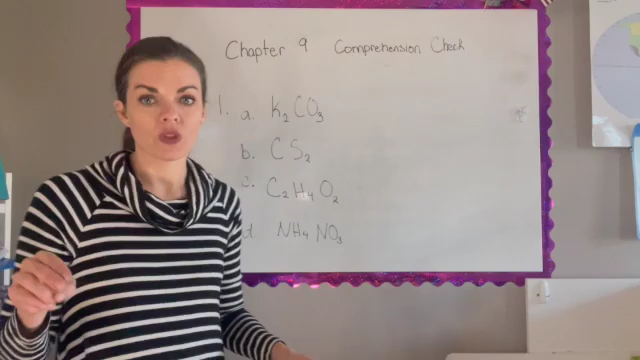 Chapter 9 Comprehension Check
1. a. K₂CO₃
b. CS₂
c. C₂H₄O₂
d. NH₄NO₃